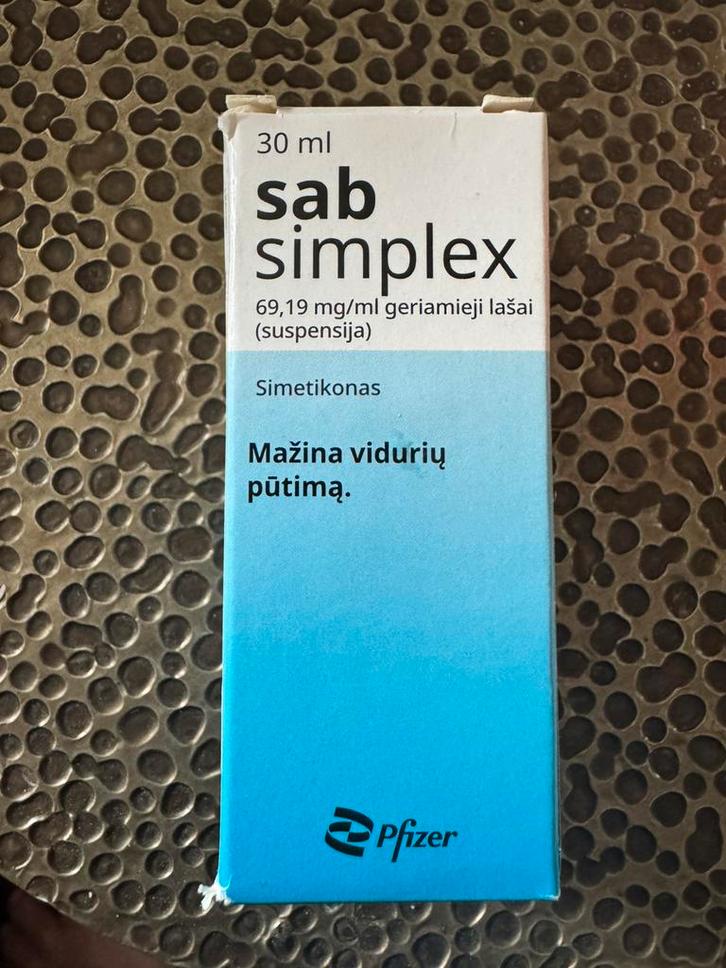 30 ml
sab
simplex
69,19 mg/ml geriamieji lašai
(suspensija)
Simetikonas
Mažina vidurių
pūtimą.
Pfizer